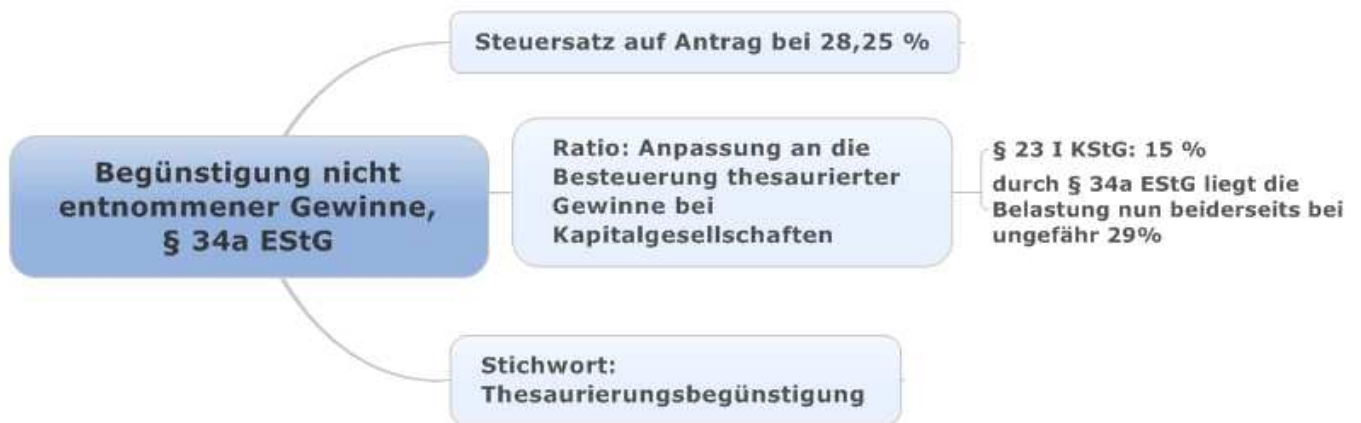 Begünstigung nicht
entnommener Gewinne,
§ 34a EStG
Steuersatz auf Antrag bei 28,25 %
Ratio: Anpassung an die
Besteuerung thesaurierter
Gewinne bei
Kapitalgesellschaften
§ 23 I KStG: 15 %
durch § 34a EStG liegt die
Belastung nun beiderseits bei
ungefähr 29%
Stichwort:
Thesaurierungsbegünstigung